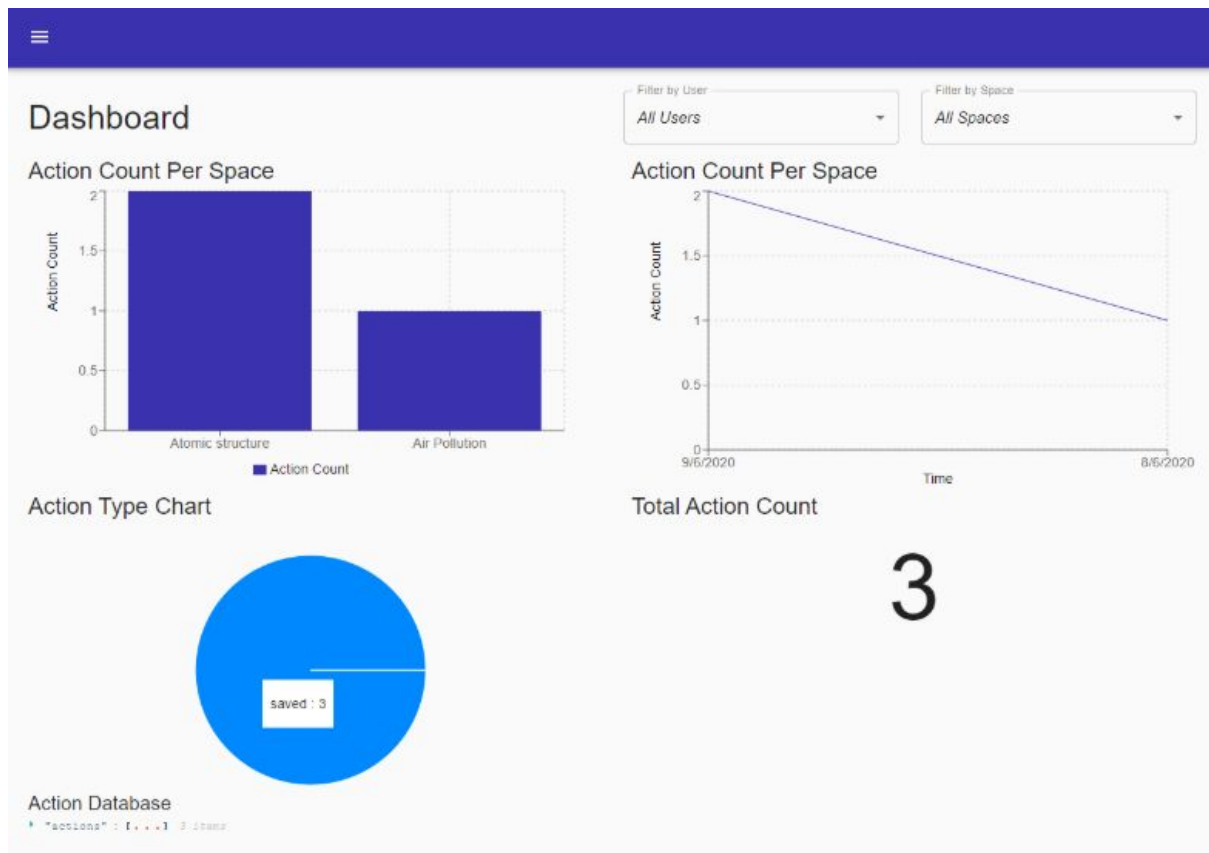 Filter by User
Filter by Space
Dashboard
All Users
All Spaces
Action Count Per Space
2
1.5
1
0.5
0
Action Count
Atomic structure
Air Pollution
Action Count
Action Count Per Space
2
1.5
1
0.5
0
Action Count
9/6/2020
8/6/2020
Time
Action Type Chart
saved : 3
Total Action Count
3
Action Database
"actions" : [...] 3 items